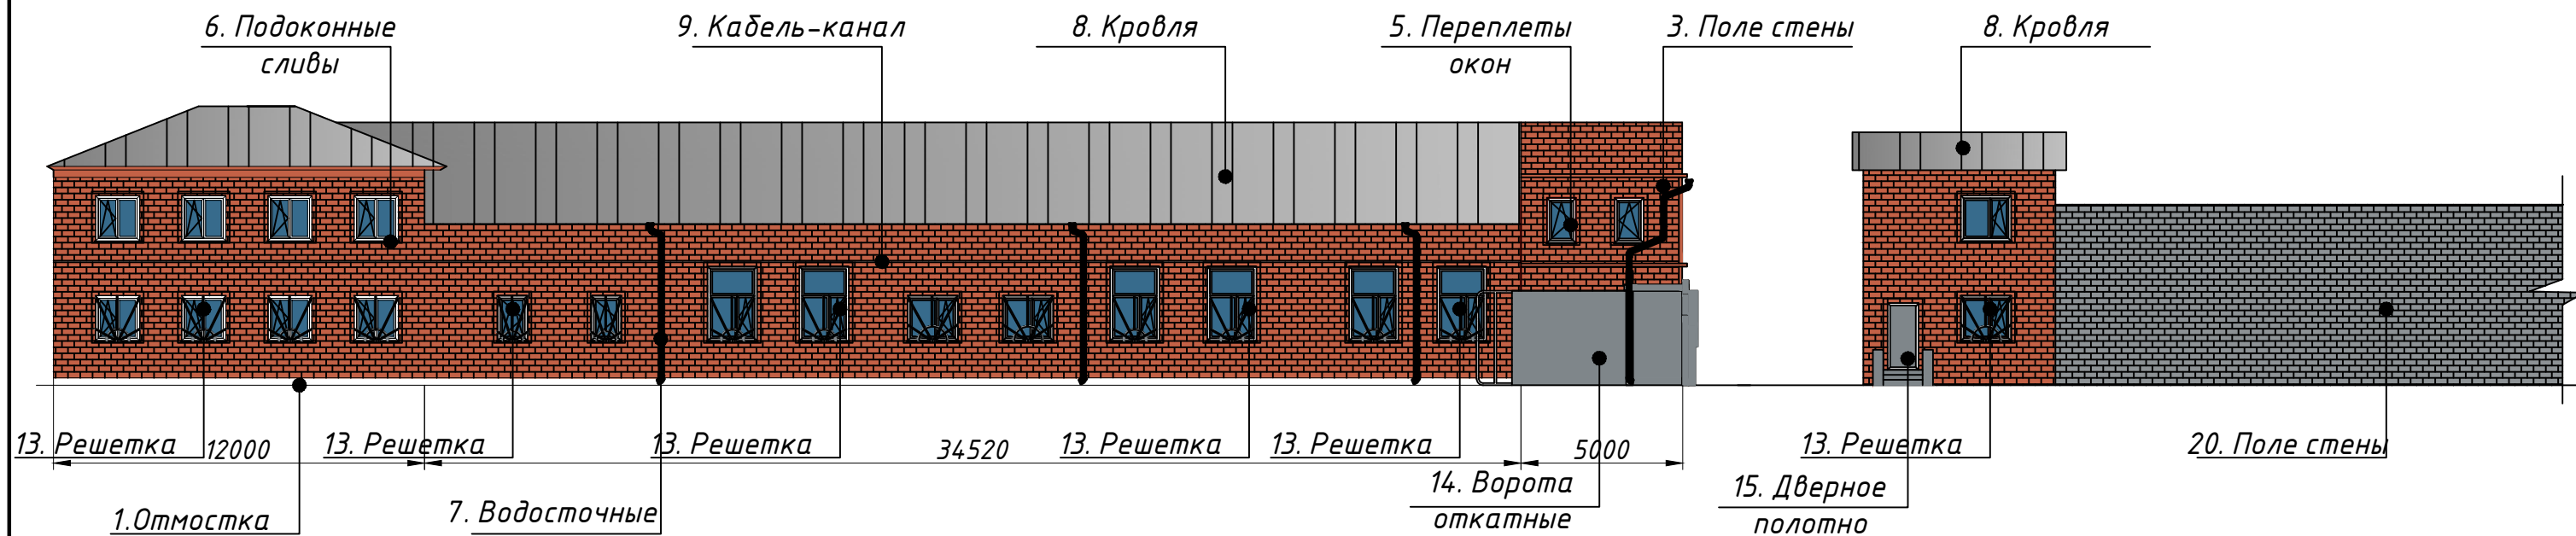 6. Подоконные
сливы
9. Кабель-канал
8. Кровля
5. Переплеты
окон
3. Поле стены
8. Кровля
13. Решетка
12000
13. Решетка
13. Решетка
34520
13. Решетка
13. Решетка
5000
13. Решетка
20. Поле стены
1.Отмостка
7. Водосточные
14. Ворота
откатные
15. Дверное
полотно